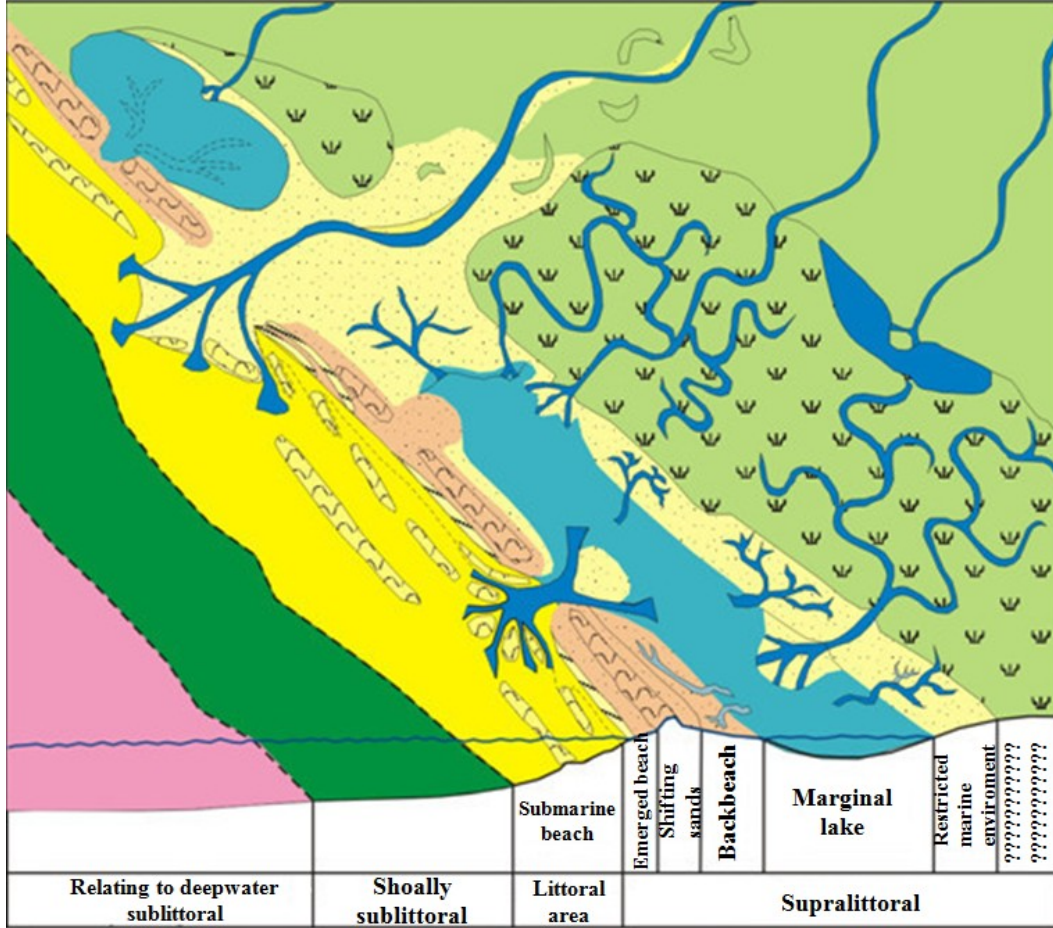 Submarine
beach
Emerged beach
Shifting
sands
Backbeach
Marginal
lake
Restricted
marine
enviroment
???????????
???????????
Relating to deepwater
sublittoral
Shoally
sublittoral
Littoral
area
Supralittoral